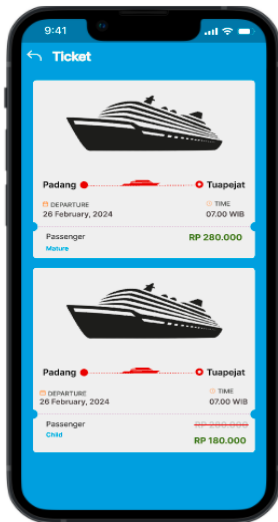 9:41
Ticket
Padang Tuapejat
DEPARTURE TIME
26 February, 2024 07.00 WIB
Passenger RP 280.000
Mature
Padang Tuapejat
DEPARTURE TIME
26 February, 2024 07.00 WIB
Passenger RP 280.000
Child RP 180.000